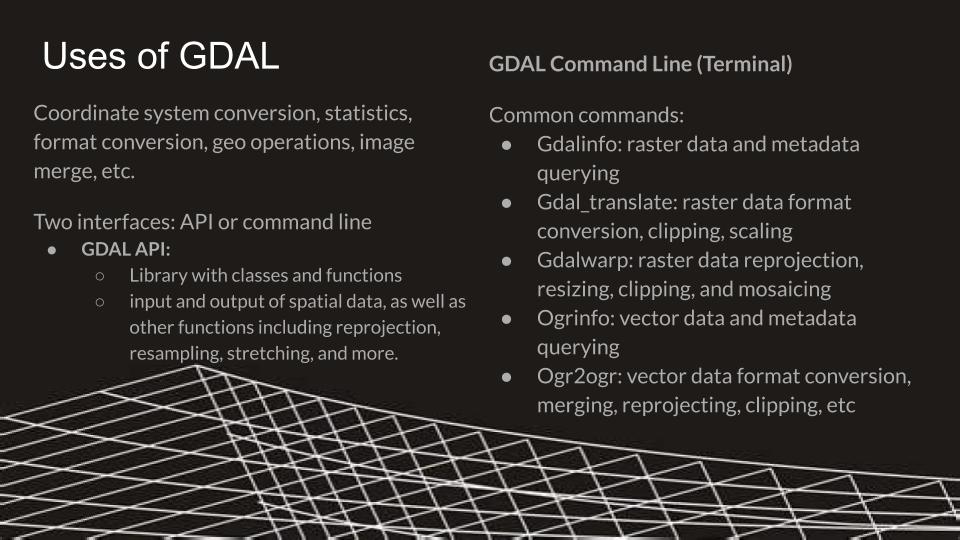 Uses of GDAL
Coordinate system conversion, statistics,
format conversion, geo operations, image
merge, etc.
Two interfaces: API or command line
● GDAL API:
○ Library with classes and functions
○ input and output of spatial data, as well as
other functions including reprojection,
resampling, stretching, and more.
GDAL Command Line (Terminal)
Common commands:
● Gdalinfo: raster data and metadata
querying
● Gdal_translate: raster data format
conversion, clipping, scaling
● Gdalwarp: raster data reprojection,
resizing, clipping, and mosaicing
● Ogrinfo: vector data and metadata
querying
● Ogr2ogr: vector data format conversion,
merging, reprojecting, clipping, etc